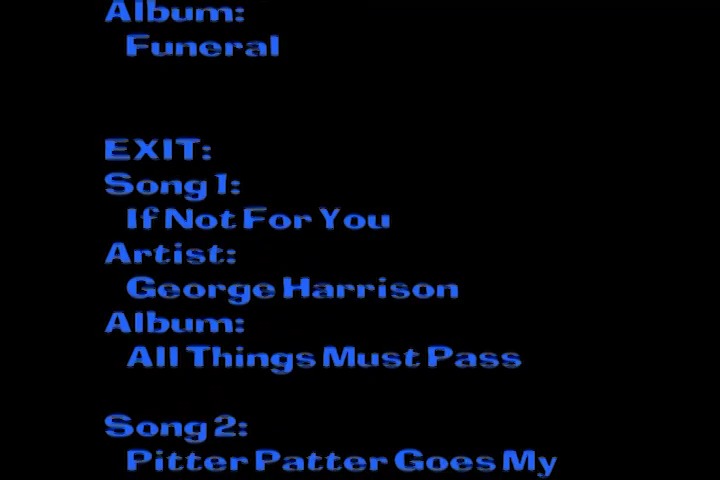 Album:
Funeral
EXIT:
Song 1:
If Not For You
Artist:
George Harrison
Album:
All Things Must Pass
Song 2:
Pitter Patter Goes My